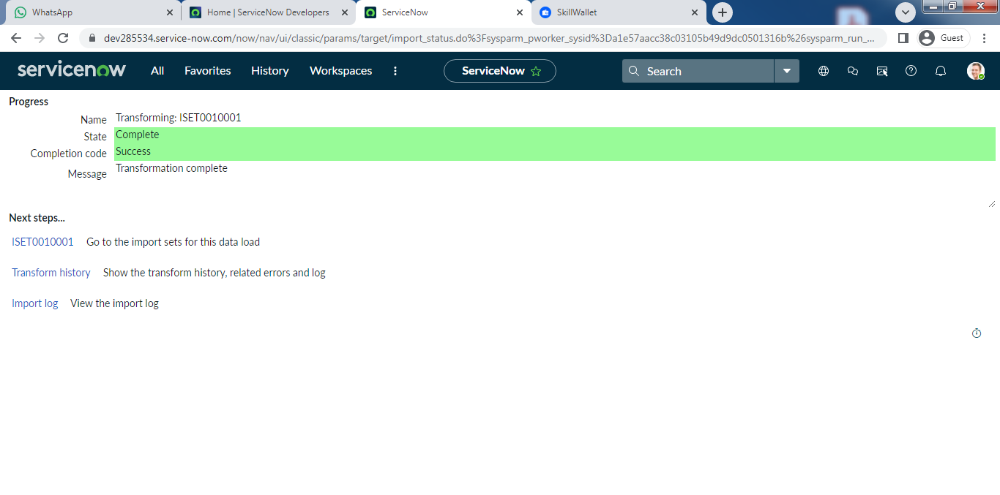 WhatsApp
Home | ServiceNow Developers
ServiceNow
SkillWallet
dev285534.service-now.com/now/nav/ui/classic/params/target/import_status.do%3Fsysparm_pworker_sysid%3Da1e57aacc38c03105b49d9dc0501316b%26sysparm_run_...
Guest
servicenow
All
Favorites
History
Workspaces
ServiceNow
Search
Progress
Name Transforming: ISET0010001
State Complete
Completion code Success
Message Transformation complete
Next steps...
ISET0010001 Go to the import sets for this data load
Transform history Show the transform history, related errors and log
Import log View the import log